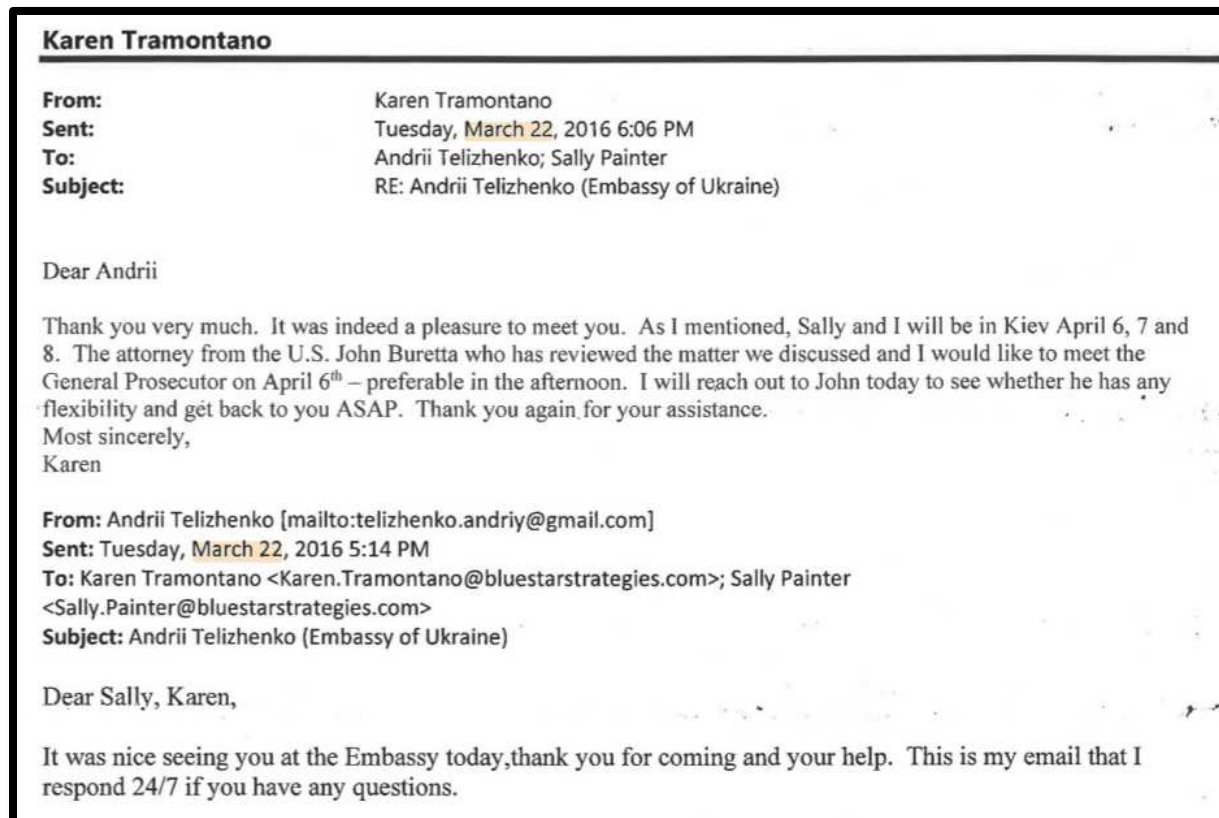 Karen Tramontano
From: Karen Tramontano
Sent: Tuesday, March 22, 2016 6:06 PM
To: Andrii Telizhenko; Sally Painter
Subject: RE: Andrii Telizhenko (Embassy of Ukraine)
Dear Andrii
Thank you very much. It was indeed a pleasure to meet you. As I mentioned, Sally and I will be in Kiev April 6, 7 and
8. The attorney from the U.S. John Buretta who has reviewed the matter we discussed and I would like to meet the
General Prosecutor on April 6th – preferable in the afternoon. I will reach out to John today to see whether he has any
flexibility and get back to you ASAP. Thank you again for your assistance.
Most sincerely,
Karen
From: Andrii Telizhenko [mailto:telizhenko.andriy@gmail.com]
Sent: Tuesday, March 22, 2016 5:14 PM
To: Karen Tramontano <Karen.Tramontano@bluestarstrategies.com>; Sally Painter
<Sally.Painter@bluestarstrategies.com>
Subject: Andrii Telizhenko (Embassy of Ukraine)
Dear Sally, Karen,
It was nice seeing you at the Embassy today,thank you for coming and your help. This is my email that I
respond 24/7 if you have any questions.